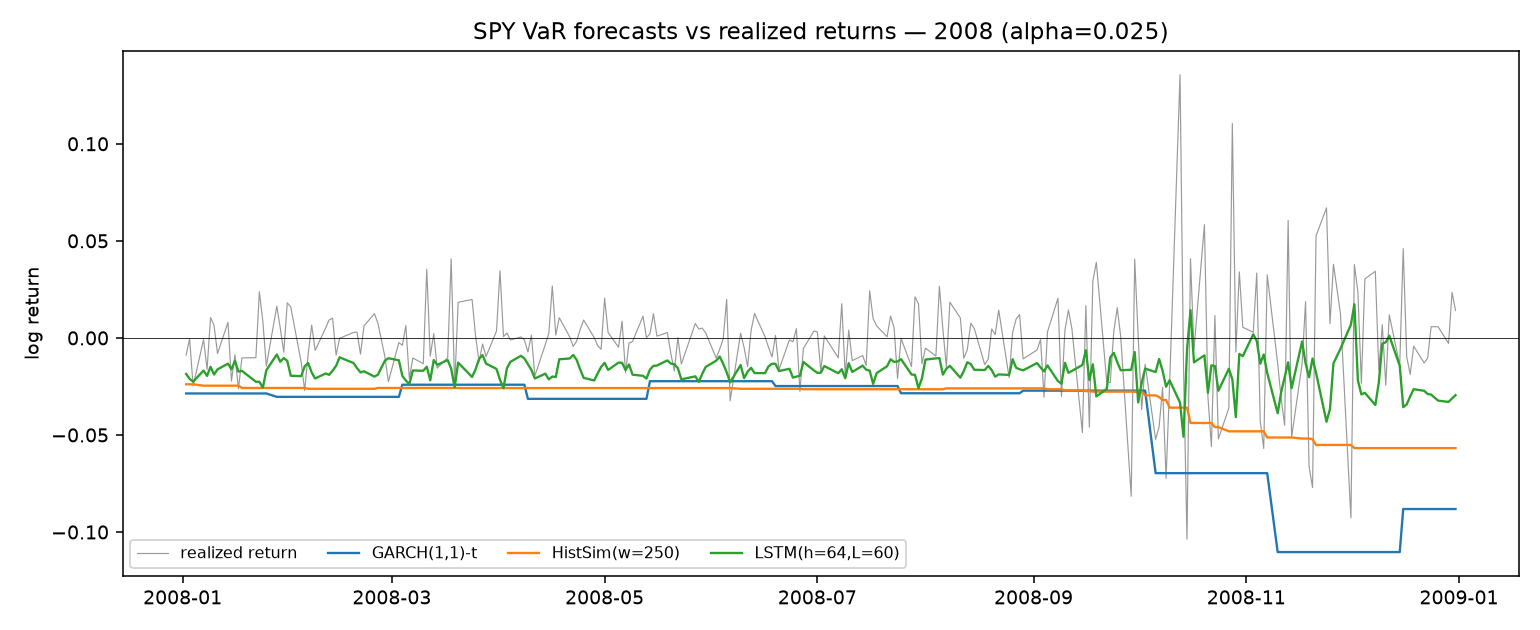 SPY VaR forecasts vs realized returns — 2008 (alpha=0.025)
log return
0.10
0.05
0.00
−0.05
−0.10
realized return GARCH(1,1)-t HistSim(w=250) LSTM(h=64,L=60)
2008-01 2008-03 2008-05 2008-07 2008-09 2008-11 2009-01